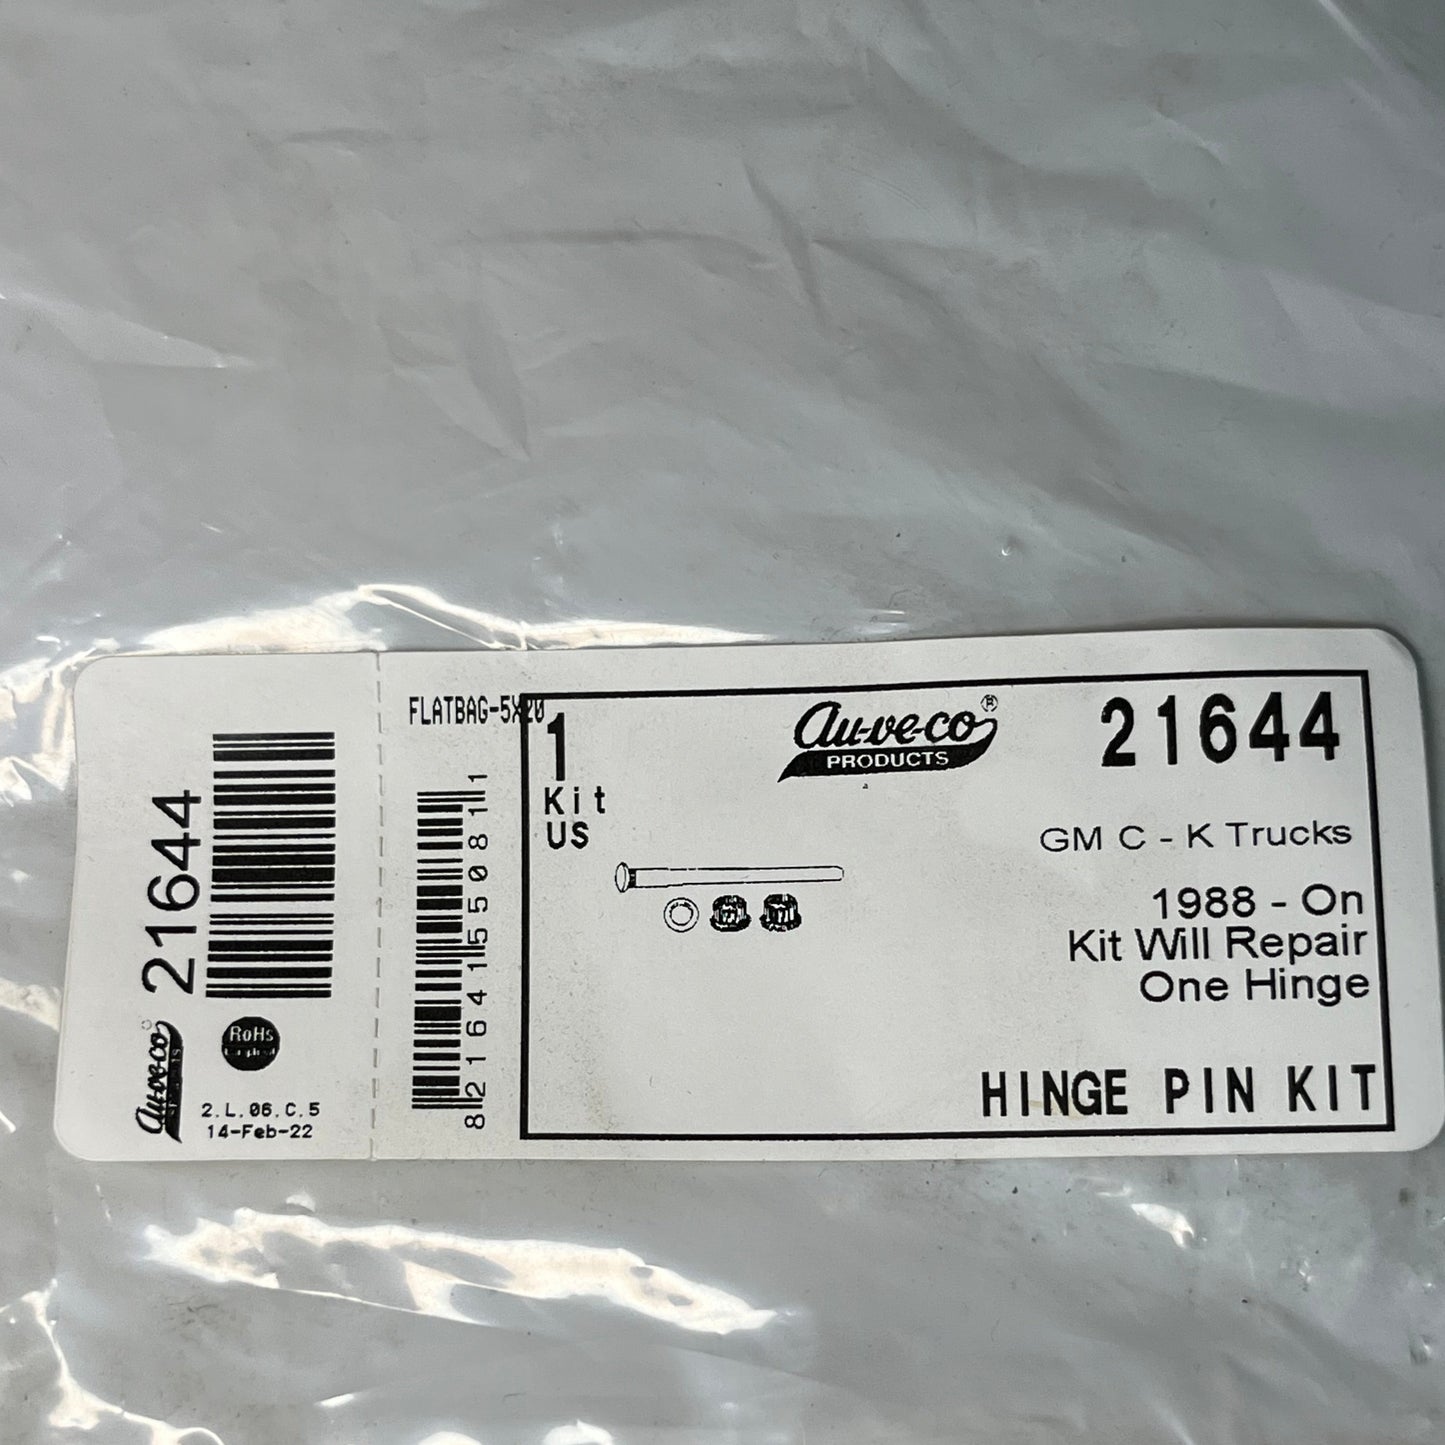 21644
Au-ve-co
RoHs
2.L.06.C.5
14-Feb-22
FLATBAG-5X20
8 21641 55081 1
1
Kit
US
Au-ve-co®
PRODUCTS
21644
GM C - K Trucks
1988 - On
Kit Will Repair
One Hinge
HINGE PIN KIT